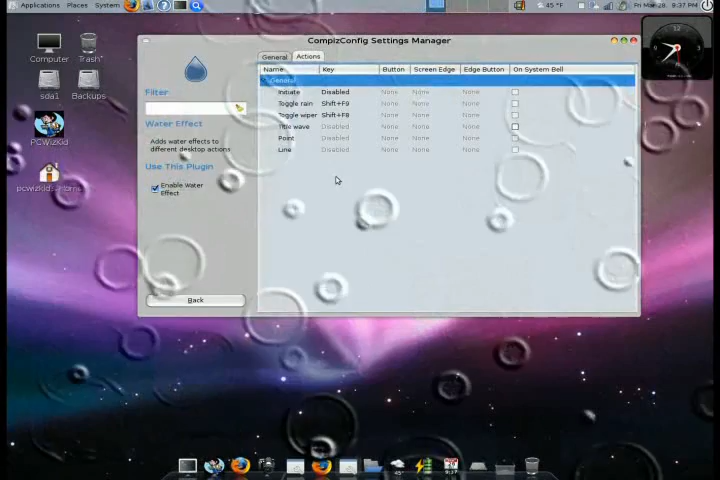 Applications Places System 45 °F Fri Mar 28, 9:37 PM
CompizConfig Settings Manager
General Actions
Name Key Button Screen Edge Edge Button On System Bell
General
Initiate Disabled None None None
Toggle rain Shift+F9 None None None
Toggle wiper Shift+F8 None None None
Title wave Disabled None None None
Point Disabled None None None
Line Disabled None None None
Filter
Water Effect
Adds water effects to
different desktop actions
Use This Plugin
Enable Water
Effect
Back
Computer
Trash
sda1
Backups
PCWizKid
45°
9:37